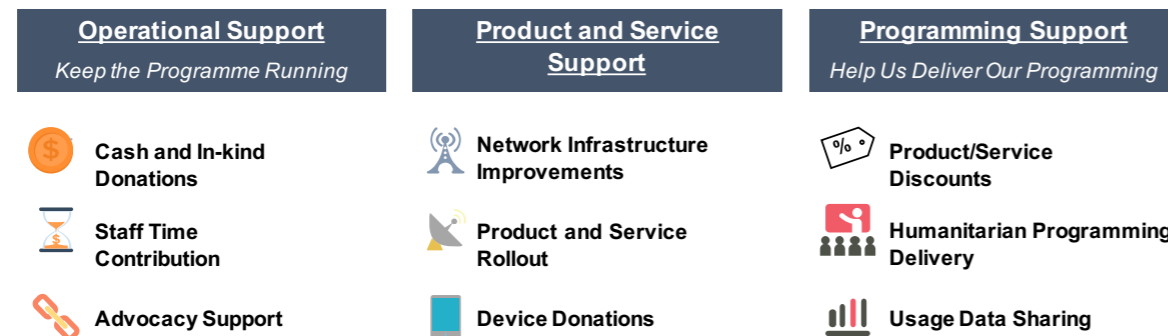 Operational Support
Keep the Programme Running
$
Cash and In-kind
Donations
$
Staff Time
Contribution
Advocacy Support
Product and Service
Support
Network Infrastructure
Improvements
Product and Service
Rollout
Device Donations
Programming Support
Help Us Deliver Our Programming
%
Product/Service
Discounts
Humanitarian Programming
Delivery
Usage Data Sharing